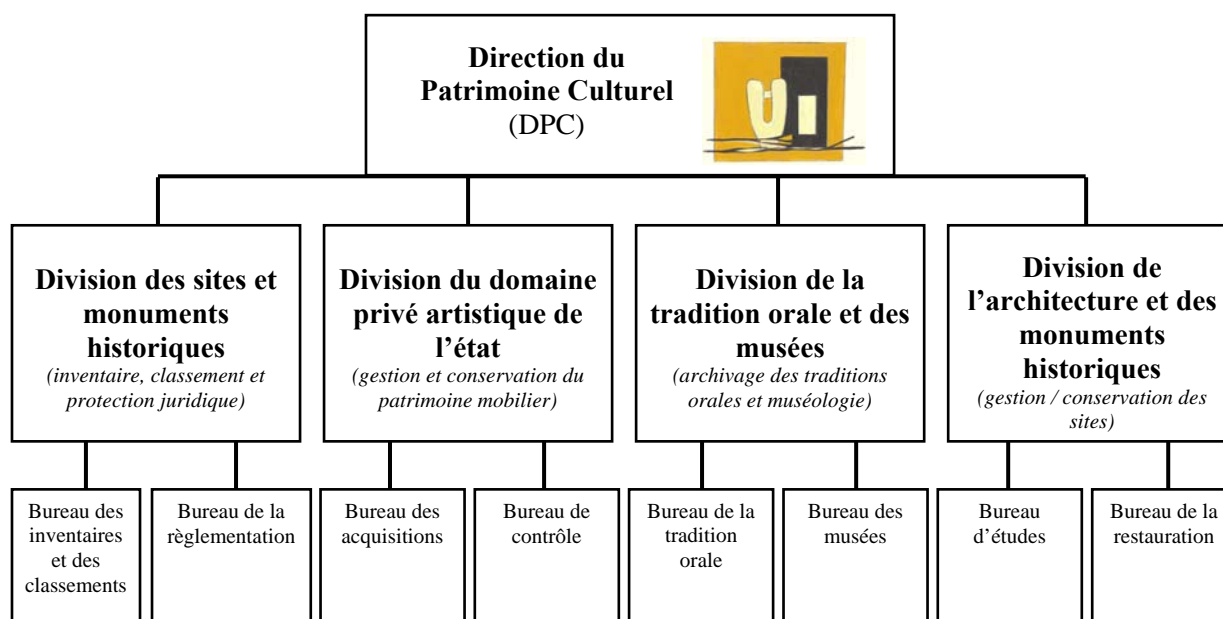 Direction du
Patrimoine Culturel
(DPC)
Division des sites et
monuments
historiques
(inventaire, classement et
protection juridique)
Division du domaine
privé artistique de
l’état
(gestion et conservation du
patrimoine mobilier)
Division de la
tradition orale et des
musées
(archivage des traditions
orales et muséologie)
Division de
l’architecture et des
monuments
historiques
(gestion / conservation des
sites)
Bureau des
inventaires
et des
classements
Bureau de la
règlementation
Bureau des
acquisitions
Bureau de
contrôle
Bureau de la
tradition
orale
Bureau des
musées
Bureau
d’études
Bureau de la
restauration